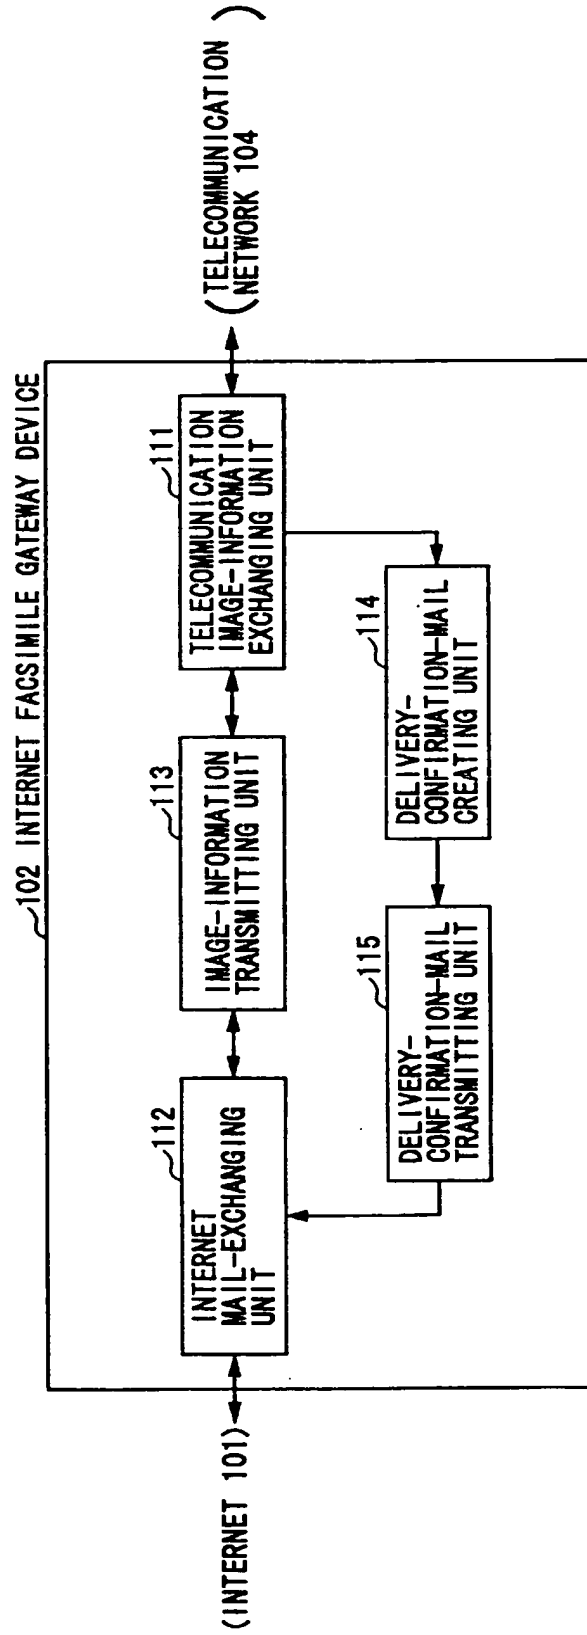 102 INTERNET FACSIMILE GATEWAY DEVICE
(INTERNET 101)
112
INTERNET
MAIL-EXCHANGING
UNIT
113
IMAGE-INFORMATION
TRANSMITTING UNIT
111
TELECOMMUNICATION
IMAGE-INFORMATION
EXCHANGING UNIT
(TELECOMMUNICATION
NETWORK 104)
115
DELIVERY-
CONFIRMATION-MAIL
TRANSMITTING UNIT
114
DELIVERY-
CONFIRMATION-MAIL
CREATING UNIT